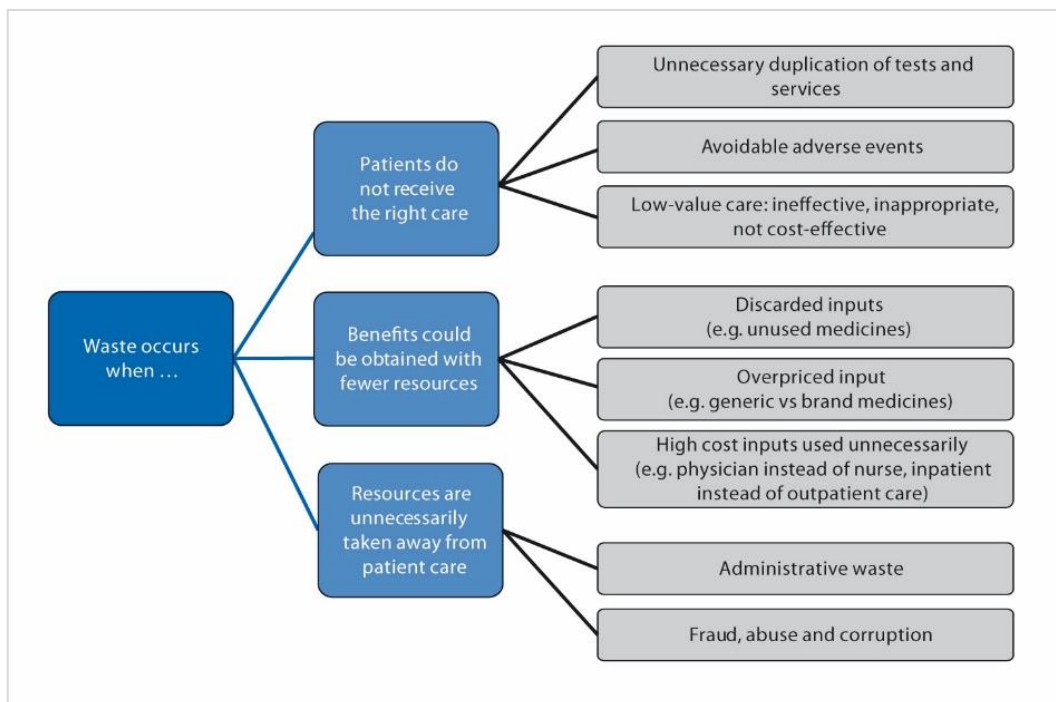 Waste occurs
when ...
Patients do
not receive
the right care
Unnecessary duplication of tests and
services
Avoidable adverse events
Low-value care: ineffective, inappropriate,
not cost-effective
Benefits could
be obtained with
fewer resources
Discarded inputs
(e.g. unused medicines)
Overpriced input
(e.g. generic vs brand medicines)
High cost inputs used unnecessarily
(e.g. physician instead of nurse, inpatient
instead of outpatient care)
Resources are
unnecessarily
taken away from
patient care
Administrative waste
Fraud, abuse and corruption